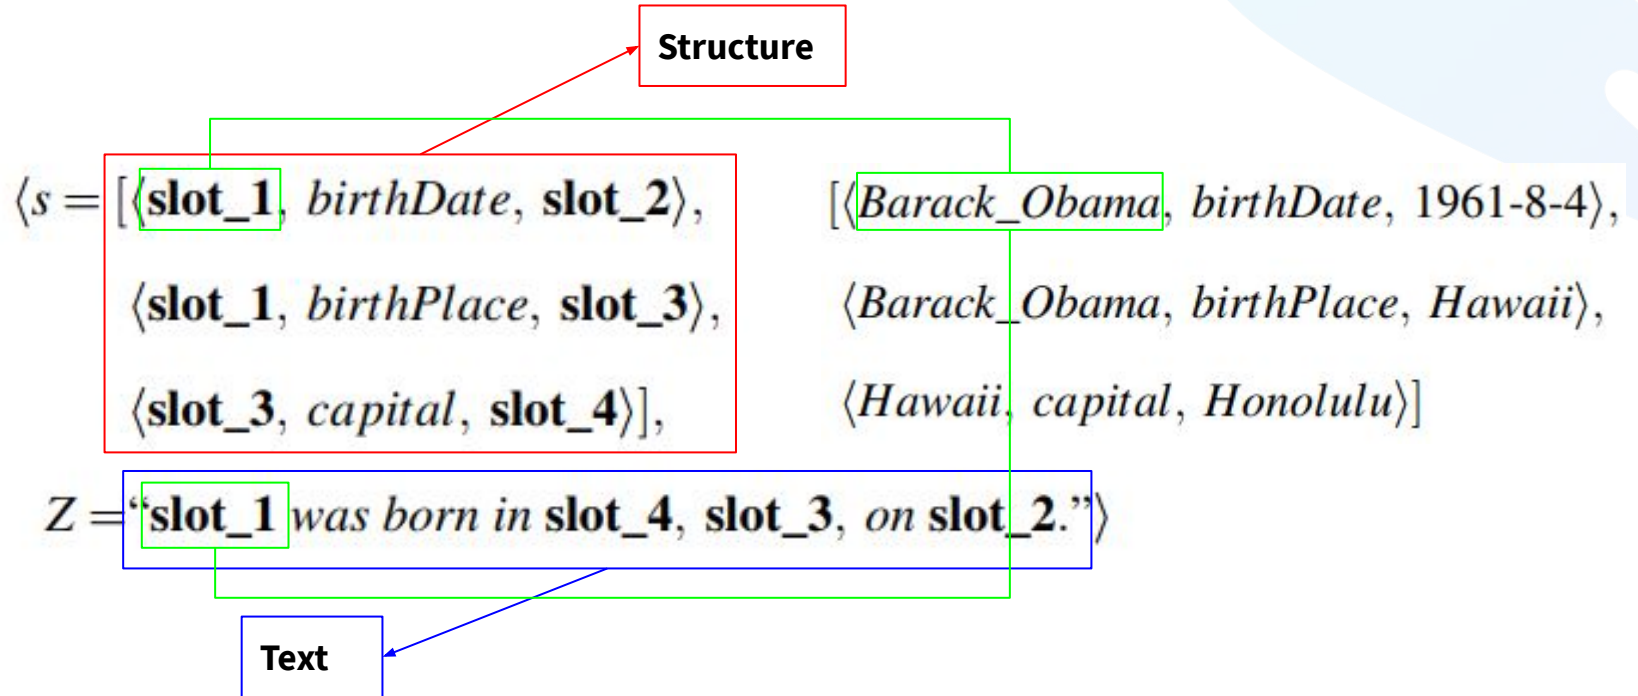 Structure
⟨s = [⟨slot_1, birthDate, slot_2⟩, [⟨Barack_Obama, birthDate, 1961-8-4⟩,
⟨slot_1, birthPlace, slot_3⟩, ⟨Barack_Obama, birthPlace, Hawaii⟩,
⟨slot_3, capital, slot_4⟩], ⟨Hawaii, capital, Honolulu⟩]
Z =“slot_1 was born in slot_4, slot_3, on slot_2.”⟩
Text